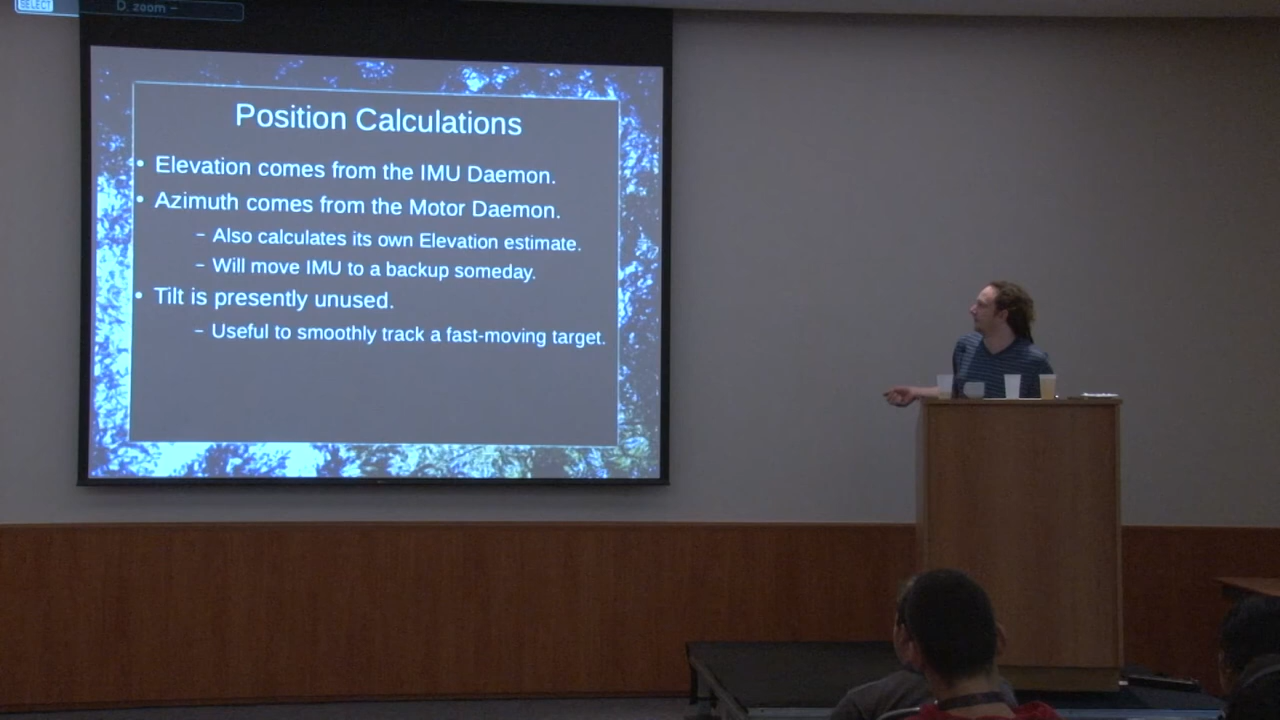 SELECT
D.zoom –
Position Calculations
• Elevation comes from the IMU Daemon.
• Azimuth comes from the Motor Daemon.
– Also calculates its own Elevation estimate.
– Will move IMU to a backup someday.
• Tilt is presently unused.
– Useful to smoothly track a fast-moving target.